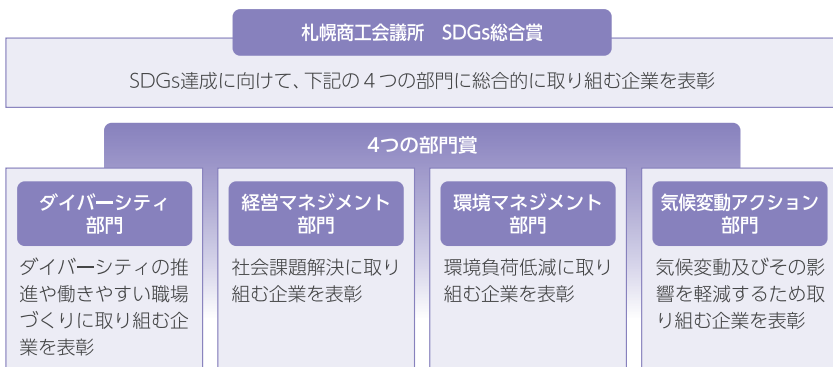 札幌商工会議所　SDGs総合賞
SDGs達成に向けて、下記の４つの部門に総合的に取り組む企業を表彰
4つの部門賞
ダイバーシティ
部門
ダイバーシティの推
進や働きやすい職場
づくりに取り組む企
業を表彰
経営マネジメント
部門
社会課題解決に取り
組む企業を表彰
環境マネジメント
部門
環境負荷低減に取り
組む企業を表彰
気候変動アクション
部門
気候変動及びその影
響を軽減するため取
り組む企業を表彰